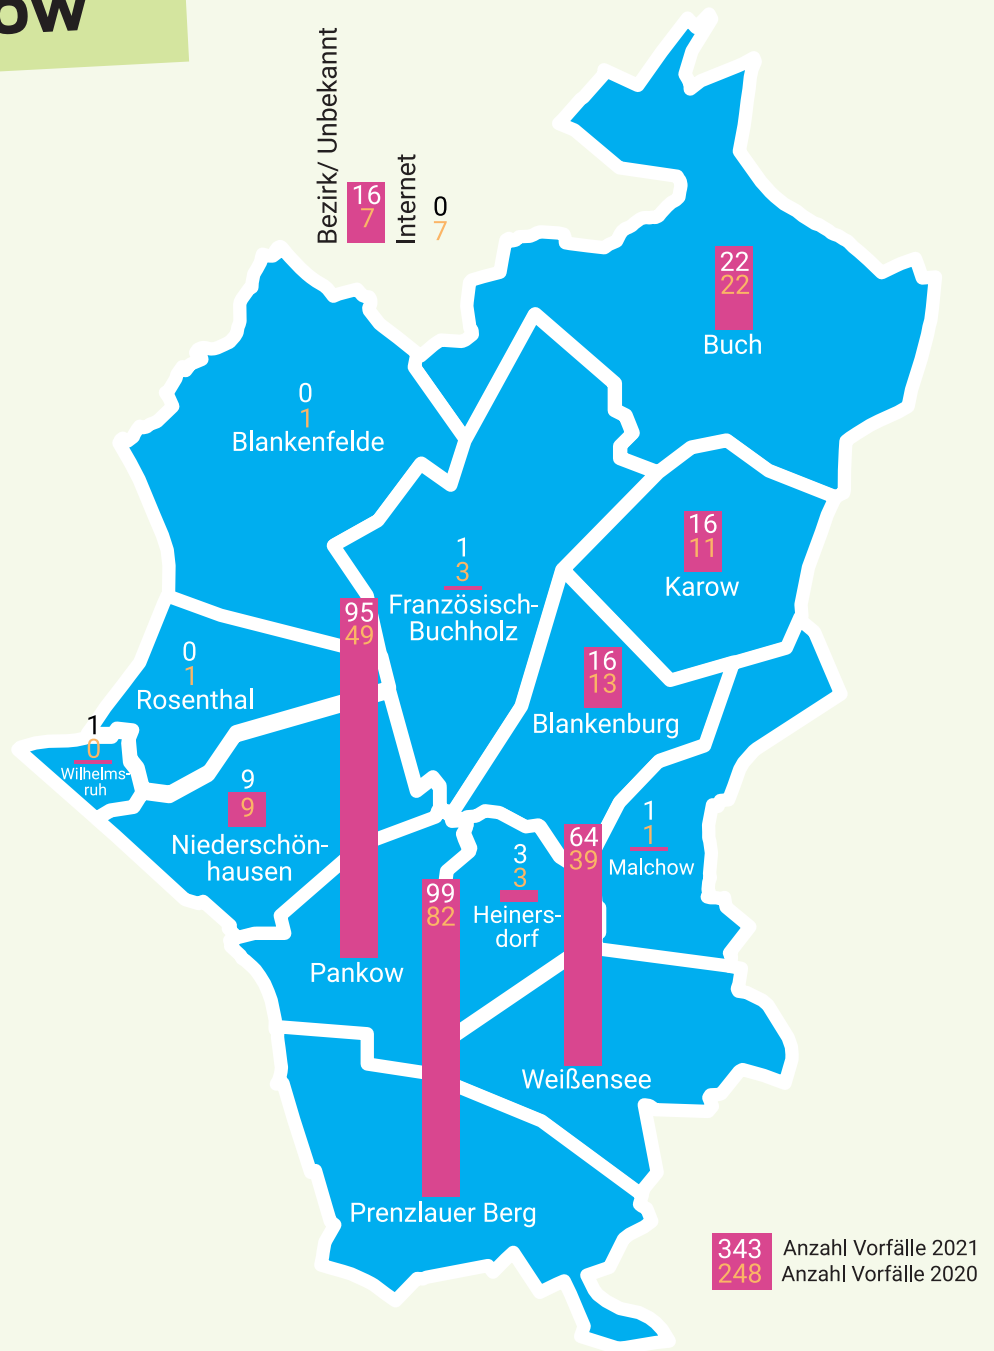 ow
Bezirk/ Unbekannt
16
7
Internet
0
7
22
22
Buch
0
1
Blankenfelde
16
11
Karow
1
3
Französisch-
Buchholz
95
49
Pankow
0
1
Rosenthal
16
13
Blankenburg
1
0
Wilhelms-
ruh
9
9
Niederschön-
hausen
1
1
Malchow
64
39
Weißensee
3
3
Heiners-
dorf
99
82
Prenzlauer Berg
343 Anzahl Vorfälle 2021
248 Anzahl Vorfälle 2020